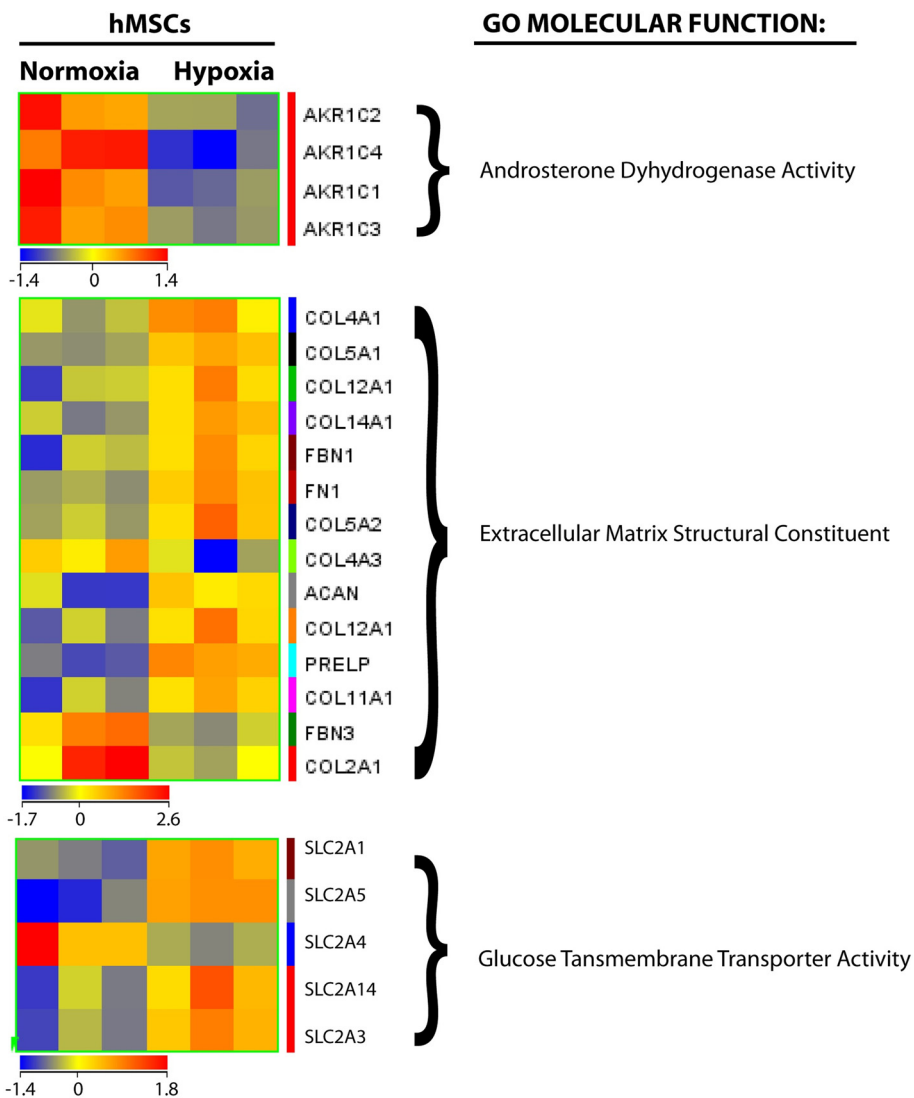 hMSCs
GO MOLECULAR FUNCTION:
Normoxia Hypoxia
AKR1C2
AKR1C4
AKR1C1
AKR1C3
Androsterone Dyhydrogenase Activity
-1.4 0 1.4
COL4A1
COL5A1
COL12A1
COL14A1
FBN1
FN1
COL5A2
COL4A3
ACAN
COL12A1
PRELP
COL11A1
FBN3
COL2A1
Extracellular Matrix Structural Constituent
-1.7 0 2.6
SLC2A1
SLC2A5
SLC2A4
SLC2A14
SLC2A3
Glucose Tansmembrane Transporter Activity
-1.4 0 1.8